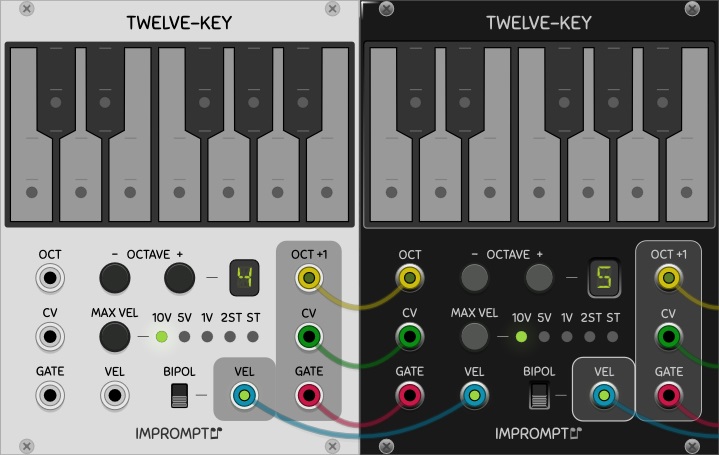 TWELVE-KEY
OCT - OCTAVE + 4 OCT +1
CV MAX VEL 10V 5V 1V 2ST ST CV
GATE VEL BIPOL VEL GATE
IMPROMPT
TWELVE-KEY
OCT - OCTAVE + 5 OCT +1
CV MAX VEL 10V 5V 1V 2ST ST CV
GATE VEL BIPOL VEL GATE
IMPROMPT